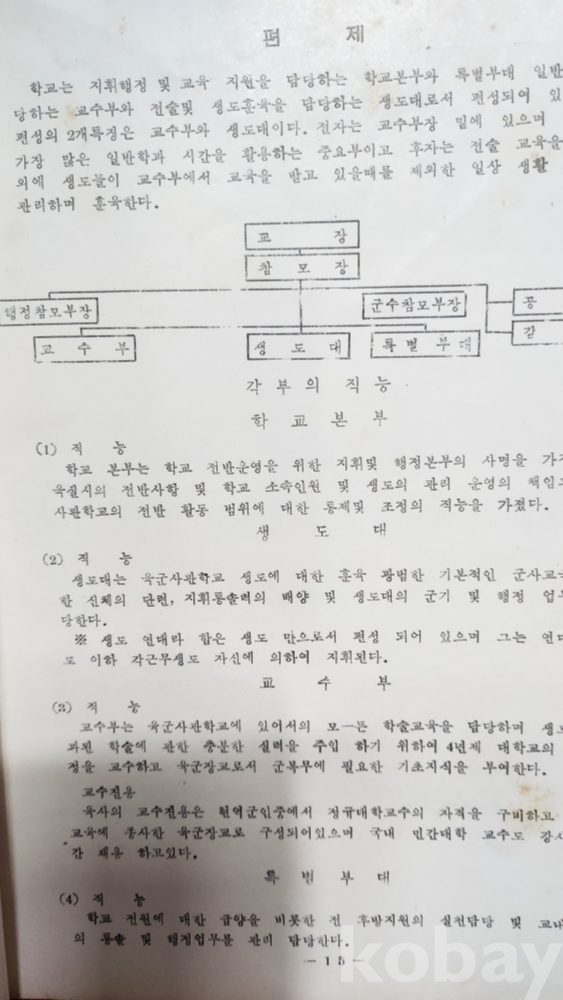 편 제
학교는 지휘행정 및 교육 지원을 담당하는 학교본부와 특별부대 일반
당하는 교수부와 전술및 생도훈육을 담당하는 생도대로서 편성되여 있
편성의 2개특징은 교수부와 생도대이다. 전자는 교수부장 밑에 있으며
가장 많은 일반학과 시간을 활용하는 중요부이고 후자는 전술 교육을
외에 생도들이 교수부에서 교육을 받고 있을때를 제외한 일상 생활
관리하며 훈육한다.
교 장
참 모 장
행정참모부장 군수참모부장 공
교 수 부 생 도 대 특 별 부 대 감
각 부 의 직 능
학 교 본 부
(1) 직 능
학교 본부는 학교 전반운영을 위한 지휘및 행정본부의 사명을 가
육실시의 전반사항 및 학교 소속인원 및 생도의 관리 운영의 책임
사관학교의 전반 활동 범위에 대한 통제및 조정의 직능을 가졌다.
생 도 대
(2) 직 능
생도대는 육군사관학교 생도에 대한 훈육 광범한 기본적인 군사교
한 신체의 단련, 지휘통솔력의 배양 및 생도대의 군기 및 행정 업
당한다.
※ 생도 연대라 함은 생도 만으로서 편성 되어 있으며 그는 연대
도 이하 각근무생도 자신에 의하여 지휘된다.
교 수 부
(3) 직 능
교수부는 육군사관학교에 있어서의 모ー든 학술교육을 담당하며 생
과진 학술에 관한 충분한 실력을 주입 하기 위하여 4년제 대학교의
정을 교수하고 육군장교로서 군복무에 필요한 기초지식을 부여한다.
교수진용
육사의 교수진용은 현역군인중에서 정규대학교수의 자격을 구비하고
교육에 종사한 육군장교로 구성되어있으며 국내 민간대학 교수도 강사
간 채용 하고있다.
특 별 부 대
(4) 직 능
학교 전원에 대한 급양을 비롯한 전 후방지원의 실천담당 및 교내
의 통솔 및 행정업무를 관리 담당한다.
— 15 —
kobay